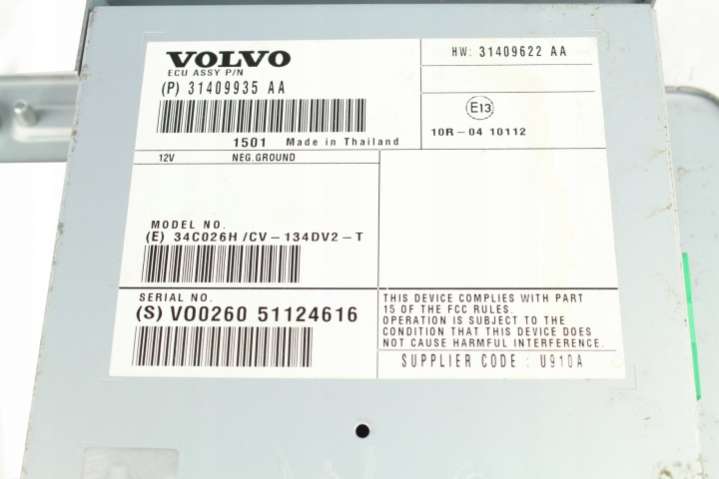 VOLVO
ECU ASSY P/N
(P) 31409935 AA
1501 Made in Thailand
HW: 31409622 AA
E13
10R-04 10112
12V NEG.GROUND
MODEL NO.
(E) 34C026H/CV-134DV2-T
SERIAL NO.
(S) VO0260 51124616
THIS DEVICE COMPLIES WITH PART
15 OF THE FCC RULES.
OPERATION IS SUBJECT TO THE
CONDITION THAT THIS DEVICE DOES
NOT CAUSE HARMFUL INTERFERENCE.
SUPPLIER CODE : U910A